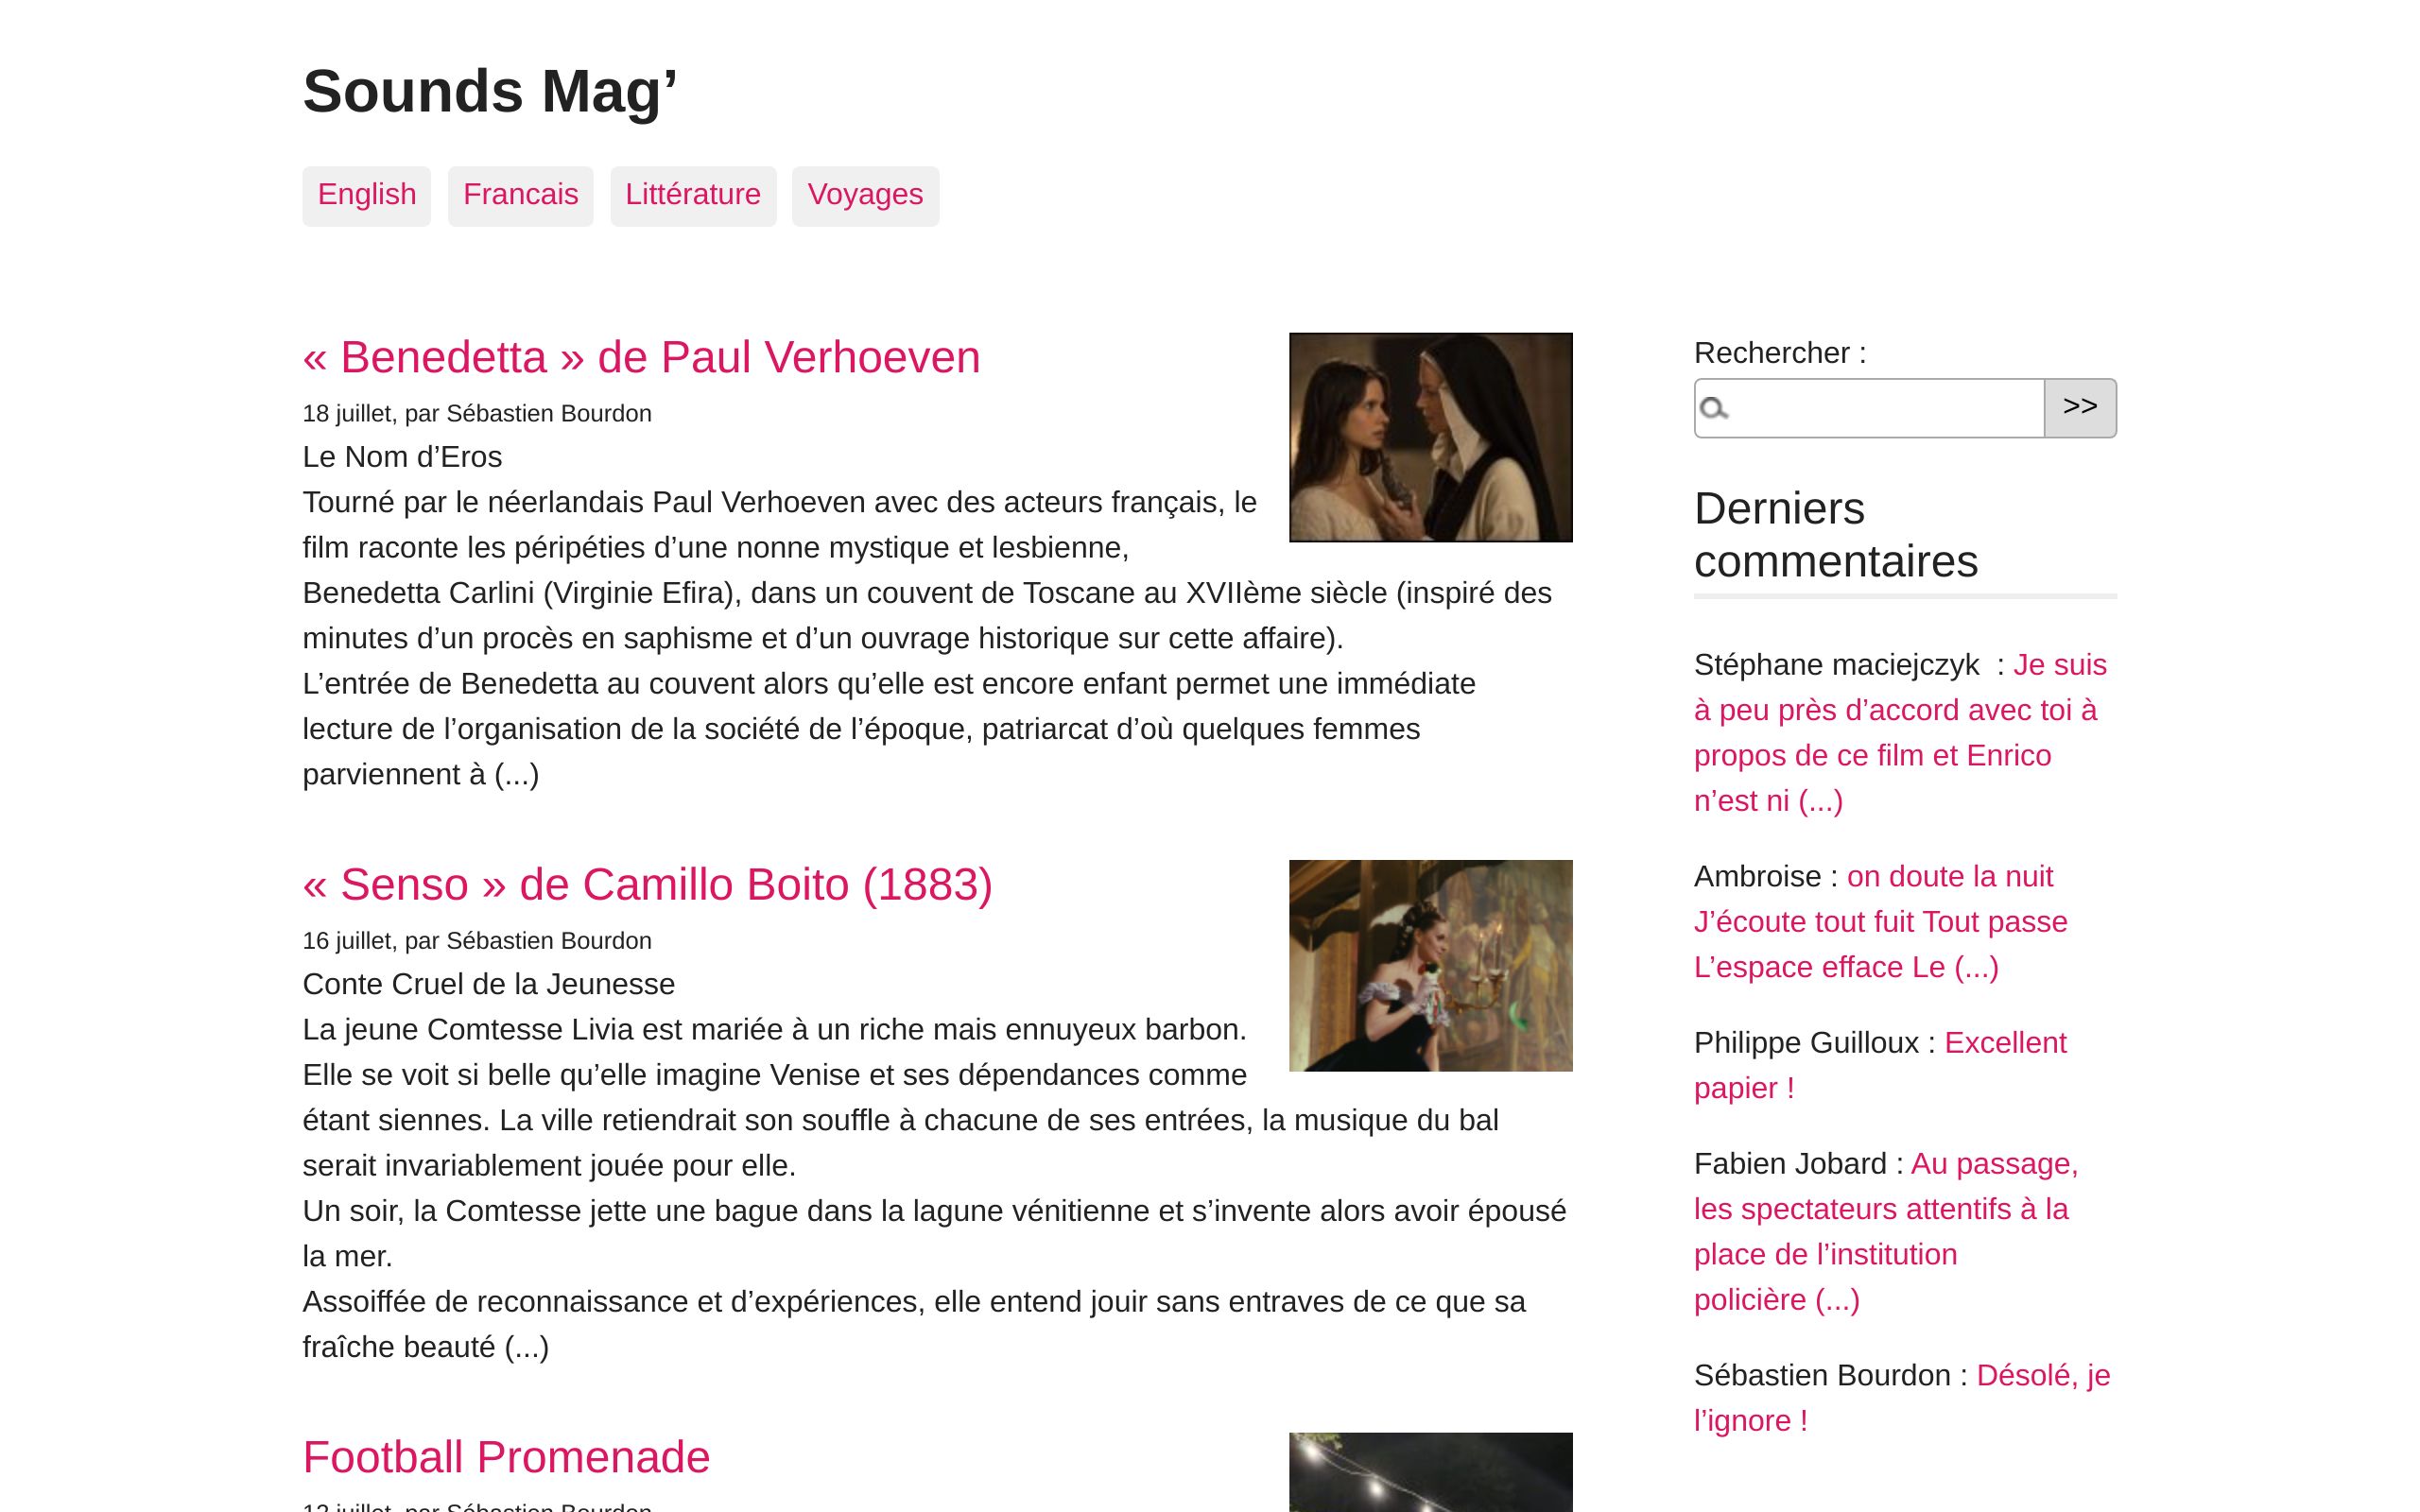 Sounds Mag’
English
Francais
Littérature
Voyages
« Benedetta » de Paul Verhoeven
18 juillet, par Sébastien Bourdon
Le Nom d’Eros
Tourné par le néerlandais Paul Verhoeven avec des acteurs français, le
film raconte les péripéties d’une nonne mystique et lesbienne,
Benedetta Carlini (Virginie Efira), dans un couvent de Toscane au XVIIème siècle (inspiré des
minutes d’un procès en saphisme et d’un ouvrage historique sur cette affaire).
L’entrée de Benedetta au couvent alors qu’elle est encore enfant permet une immédiate
lecture de l’organisation de la société de l’époque, patriarcat d’où quelques femmes
parviennent à (...)
« Senso » de Camillo Boito (1883)
16 juillet, par Sébastien Bourdon
Conte Cruel de la Jeunesse
La jeune Comtesse Livia est mariée à un riche mais ennuyeux barbon.
Elle se voit si belle qu’elle imagine Venise et ses dépendances comme
étant siennes. La ville retiendrait son souffle à chacune de ses entrées, la musique du bal
serait invariablement jouée pour elle.
Un soir, la Comtesse jette une bague dans la lagune vénitienne et s’invente alors avoir épousé
la mer.
Assoiffée de reconnaissance et d’expériences, elle entend jouir sans entraves de ce que sa
fraîche beauté (...)
Football Promenade
juillet, par Sébastien Bourdon
Rechercher :
>>
Derniers
commentaires
Stéphane maciejczyk  : Je suis
à peu près d’accord avec toi à
propos de ce film et Enrico
n’est ni (...)
Ambroise : on doute la nuit
J’écoute tout fuit Tout passe
L’espace efface Le (...)
Philippe Guilloux : Excellent
papier !
Fabien Jobard : Au passage,
les spectateurs attentifs à la
place de l’institution
policière (...)
Sébastien Bourdon : Désolé, je
l’ignore !